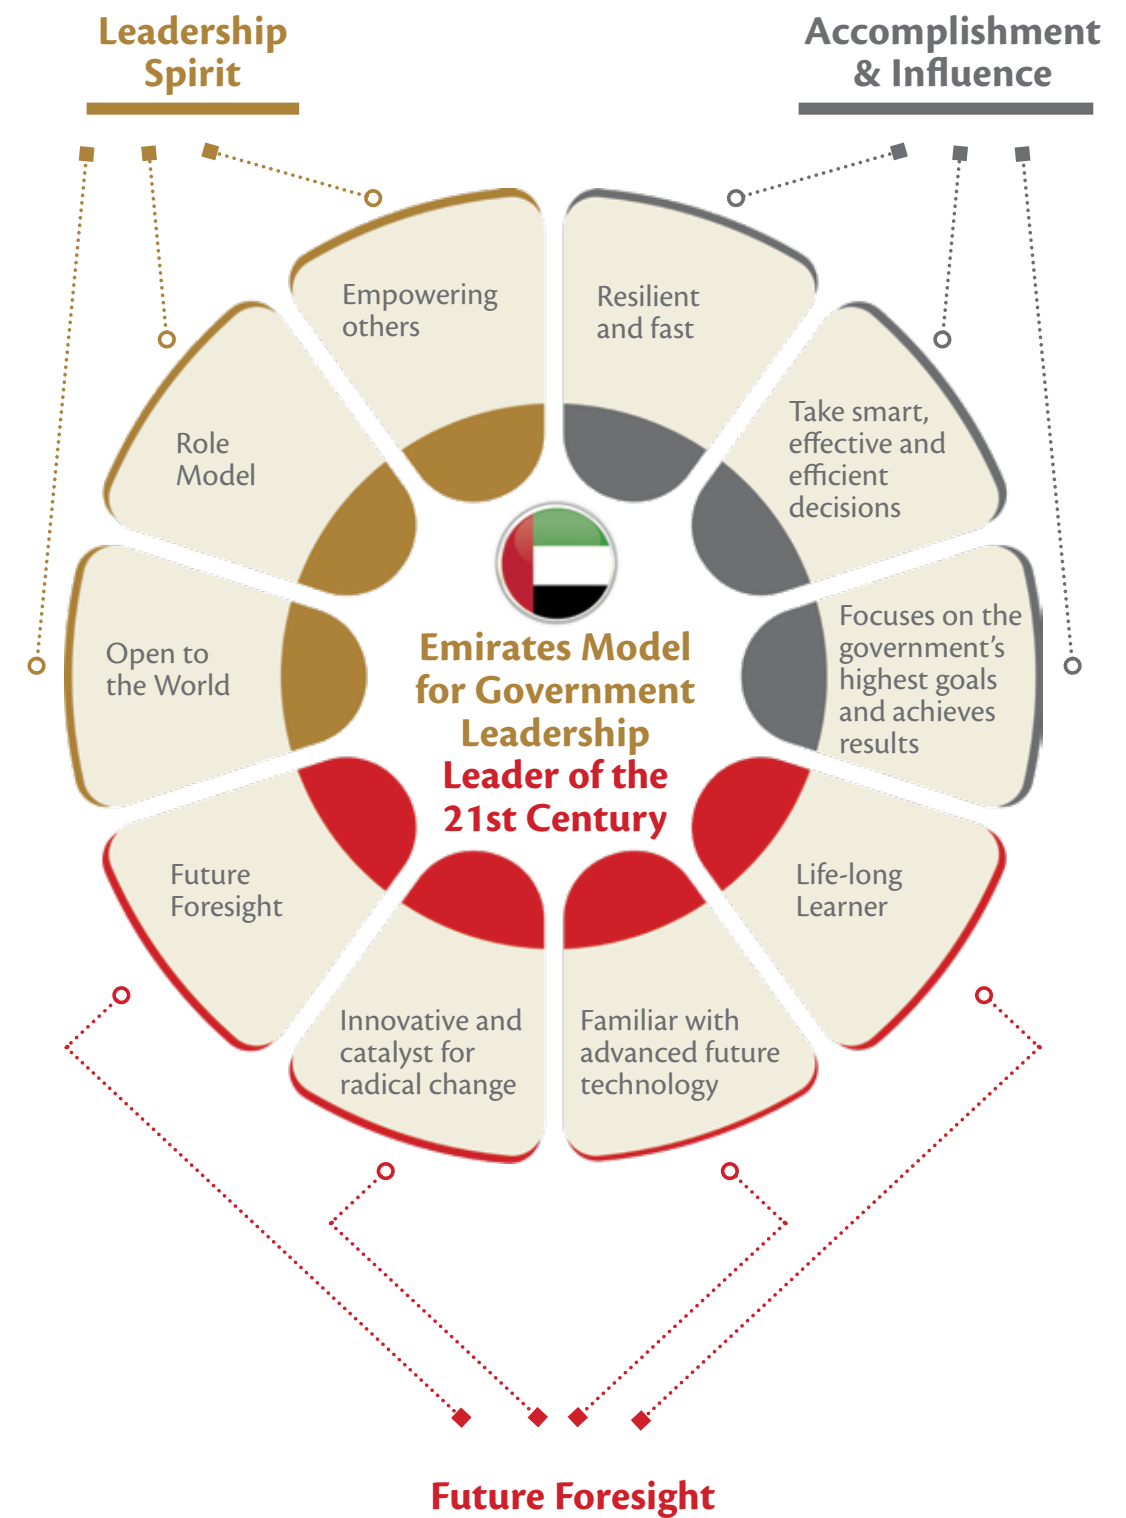 Leadership
Spirit
Accomplishment
& Influence
Empowering
others
Resilient
and fast
Role
Model
Take smart,
effective and
efficient
decisions
Open to
the World
Focuses on the
government's
highest goals
and achieves
results
Emirates Model
for Government
Leadership
Leader of the
21st Century
Future
Foresight
Life-long
Learner
Innovative and
catalyst for
radical change
Familiar with
advanced future
technology
Future Foresight